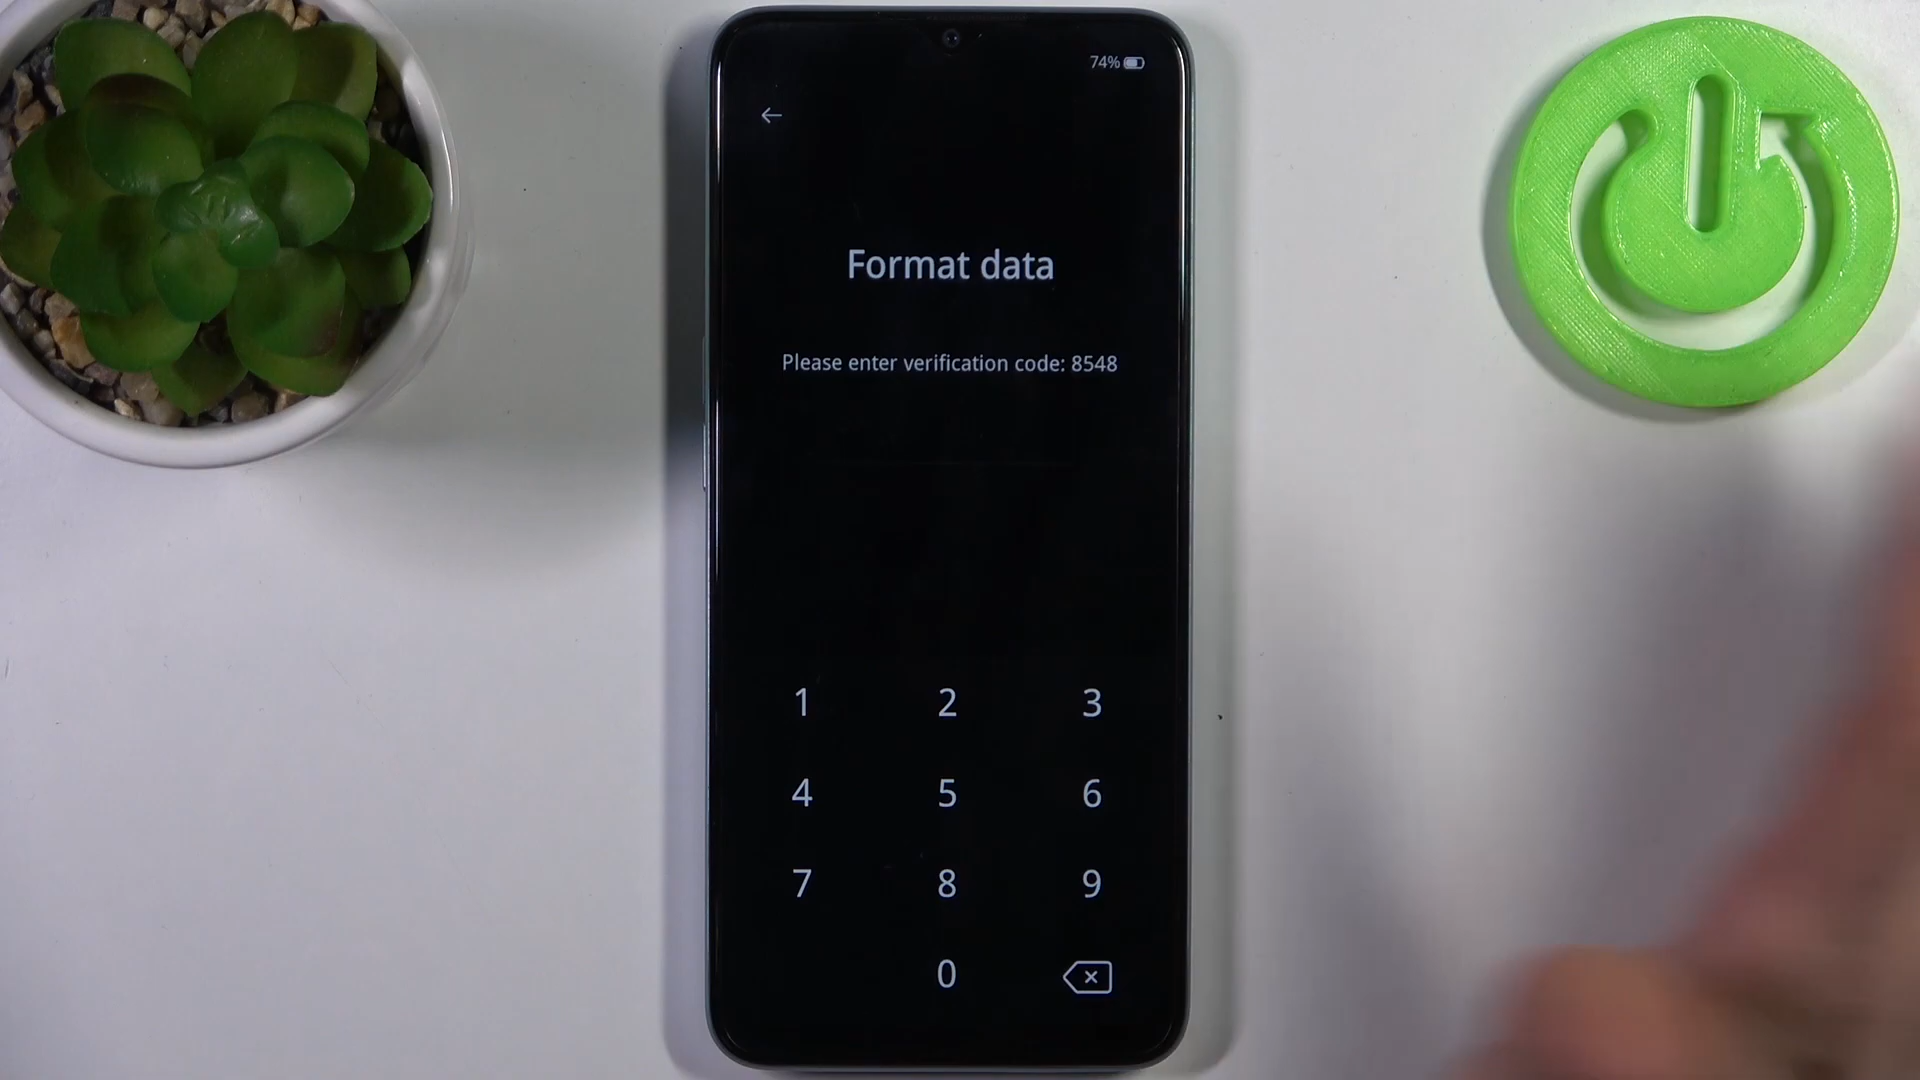 74%
Format data
Please enter verification code: 8548
1 2 3
4 5 6
7 8 9
0